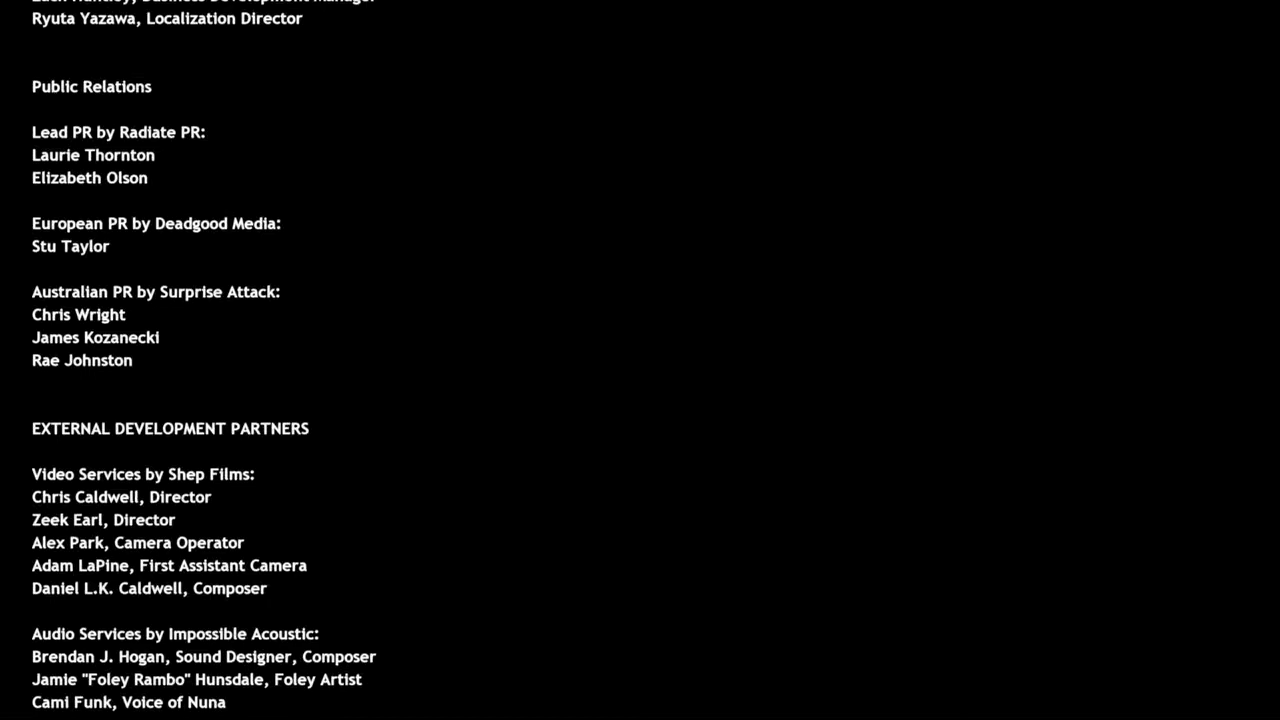 Ryuta Yazawa, Localization Director
Public Relations
Lead PR by Radiate PR:
Laurie Thornton
Elizabeth Olson
European PR by Deadgood Media:
Stu Taylor
Australian PR by Surprise Attack:
Chris Wright
James Kozanecki
Rae Johnston
EXTERNAL DEVELOPMENT PARTNERS
Video Services by Shep Films:
Chris Caldwell, Director
Zeek Earl, Director
Alex Park, Camera Operator
Adam LaPine, First Assistant Camera
Daniel L.K. Caldwell, Composer
Audio Services by Impossible Acoustic:
Brendan J. Hogan, Sound Designer, Composer
Jamie "Foley Rambo" Hunsdale, Foley Artist
Cami Funk, Voice of Nuna